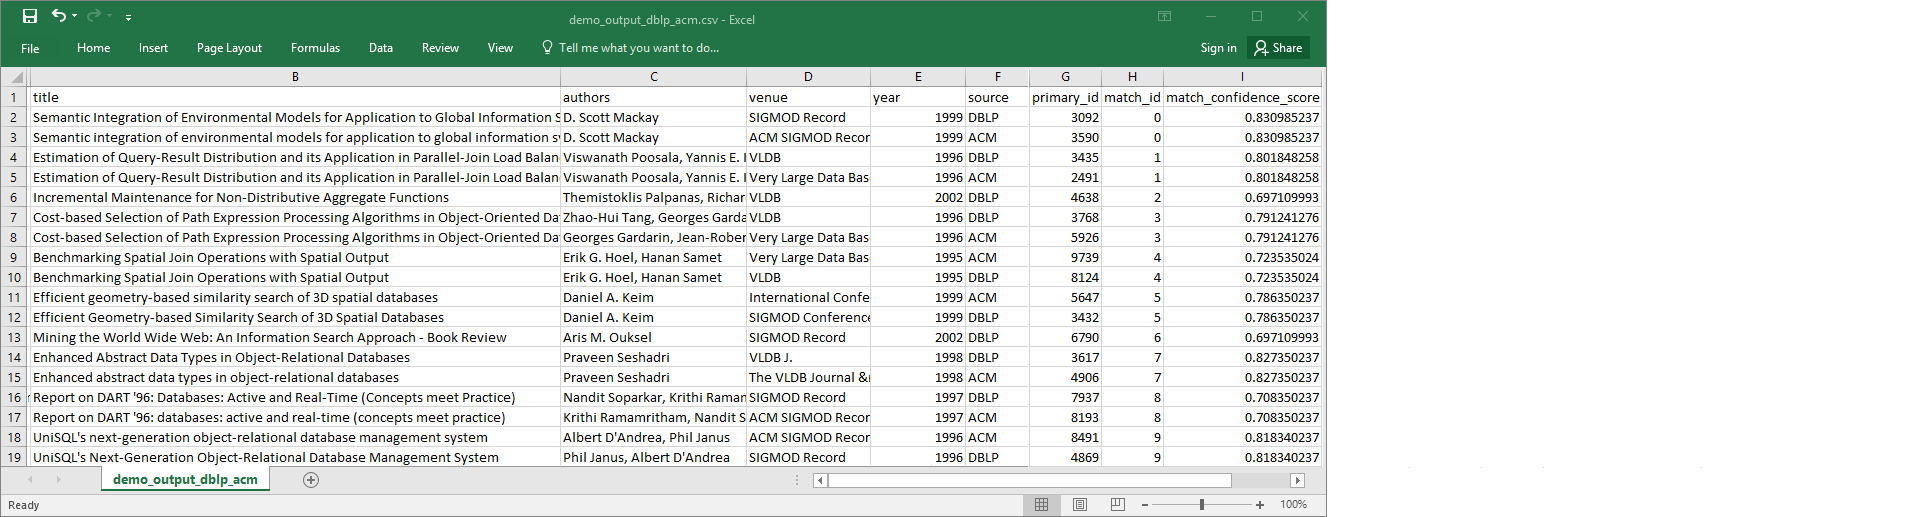 demo_output_dblp_acm.csv - Excel
File Home Insert Page Layout Formulas Data Review View Tell me what you want to do... Sign in Share
B C D E F G H I
1 title authors venue year source primary_id match_id match_confidence_score
2 Semantic Integration of Environmental Models for Application to Global Information S D. Scott Mackay SIGMOD Record 1999 DBLP 3092 0 0.830985237
3 Semantic integration of environmental models for application to global information sy D. Scott Mackay ACM SIGMOD Recor 1999 ACM 3590 0 0.830985237
4 Estimation of Query-Result Distribution and its Application in Parallel-Join Load Balan Viswanath Poosala, Yannis E. I VLDB 1996 DBLP 3435 1 0.801848258
5 Estimation of Query-Result Distribution and its Application in Parallel-Join Load Balan Viswanath Poosala, Yannis E. I Very Large Data Bas 1996 ACM 2491 1 0.801848258
6 Incremental Maintenance for Non-Distributive Aggregate Functions Themistoklis Palpanas, Richar VLDB 2002 DBLP 4638 2 0.697109993
7 Cost-based Selection of Path Expression Processing Algorithms in Object-Oriented Da Zhao-Hui Tang, Georges Garda VLDB 1996 DBLP 3768 3 0.791241276
8 Cost-based Selection of Path Expression Processing Algorithms in Object-Oriented Da Georges Gardarin, Jean-Rober Very Large Data Bas 1996 ACM 5926 3 0.791241276
9 Benchmarking Spatial Join Operations with Spatial Output Erik G. Hoel, Hanan Samet Very Large Data Bas 1995 ACM 9739 4 0.723535024
10 Benchmarking Spatial Join Operations with Spatial Output Erik G. Hoel, Hanan Samet VLDB 1995 DBLP 8124 4 0.723535024
11 Efficient geometry-based similarity search of 3D spatial databases Daniel A. Keim International Confe 1999 ACM 5647 5 0.786350237
12 Efficient Geometry-based Similarity Search of 3D Spatial Databases Daniel A. Keim SIGMOD Conference 1999 DBLP 3432 5 0.786350237
13 Mining the World Wide Web: An Information Search Approach - Book Review Aris M. Ouksel SIGMOD Record 2002 DBLP 6790 6 0.697109993
14 Enhanced Abstract Data Types in Object-Relational Databases Praveen Seshadri VLDB J. 1998 DBLP 3617 7 0.827350237
15 Enhanced abstract data types in object-relational databases Praveen Seshadri The VLDB Journal &r 1998 ACM 4906 7 0.827350237
16 Report on DART '96: Databases: Active and Real-Time (Concepts meet Practice) Nandit Soparkar, Krithi Raman SIGMOD Record 1997 DBLP 7937 8 0.708350237
17 Report on DART '96: databases: active and real-time (concepts meet practice) Krithi Ramamritham, Nandit S ACM SIGMOD Recor 1997 ACM 8193 8 0.708350237
18 UniSQL's next-generation object-relational database management system Albert D'Andrea, Phil Janus ACM SIGMOD Recor 1996 ACM 8491 9 0.818340237
19 UniSQL's Next-Generation Object-Relational Database Management System Phil Janus, Albert D'Andrea SIGMOD Record 1996 DBLP 4869 9 0.818340237
demo_output_dblp_acm
Ready 100%